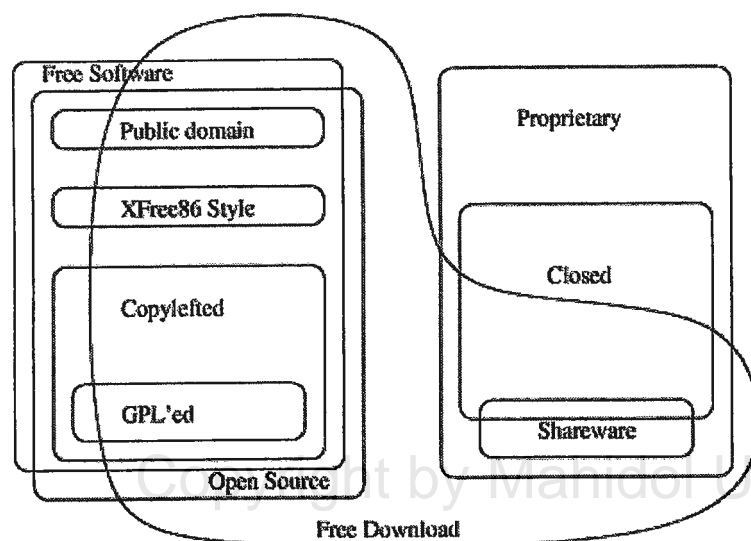 Free Software
Public domain
XFree86 Style
Copylefted
GPL'ed
Open Source
Proprietary
Closed
Shareware
Free Download
Copyright by Mahidol U